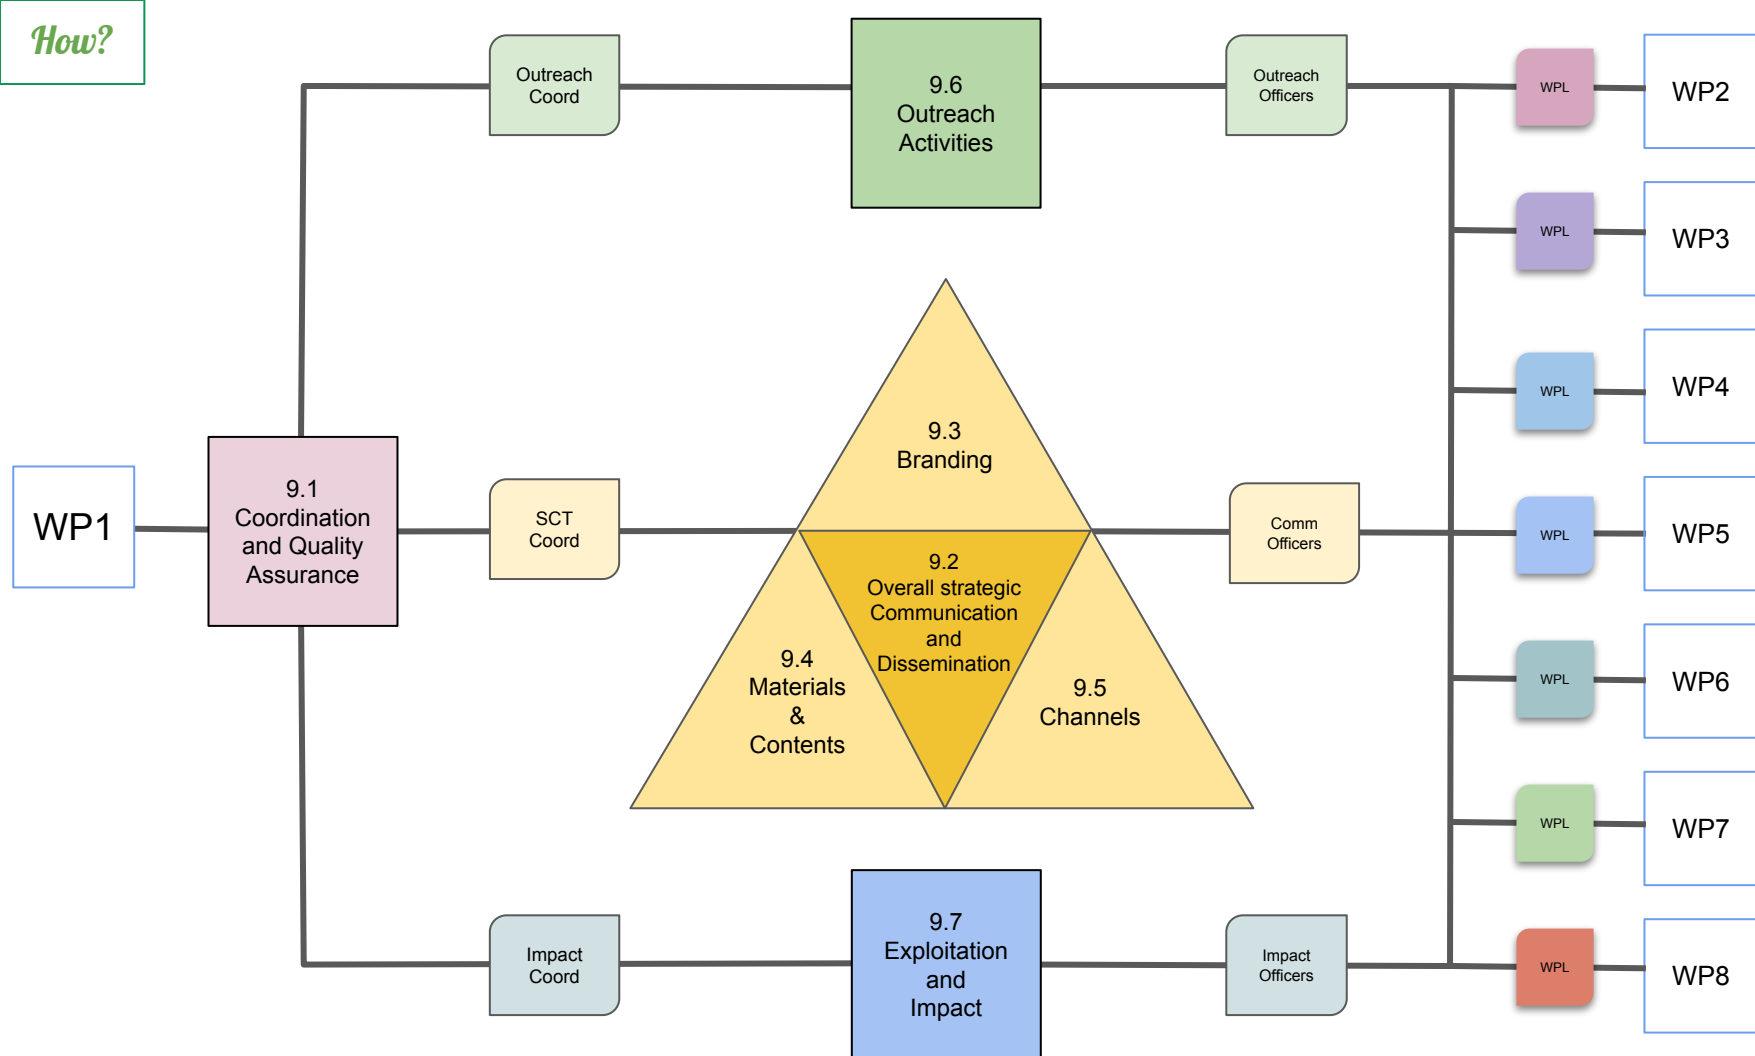 How?
Outreach
Coord
9.6
Outreach
Activities
Outreach
Officers
WPL
WP2
WPL
WP3
WPL
WP4
9.3
Branding
WP1
9.1
Coordination
and Quality
Assurance
SCT
Coord
9.2
Overall strategic
Communication
and
Dissemination
Comm
Officers
WPL
WP5
9.4
Materials
&
Contents
9.5
Channels
WPL
WP6
WPL
WP7
Impact
Coord
9.7
Exploitation
and
Impact
Impact
Officers
WPL
WP8